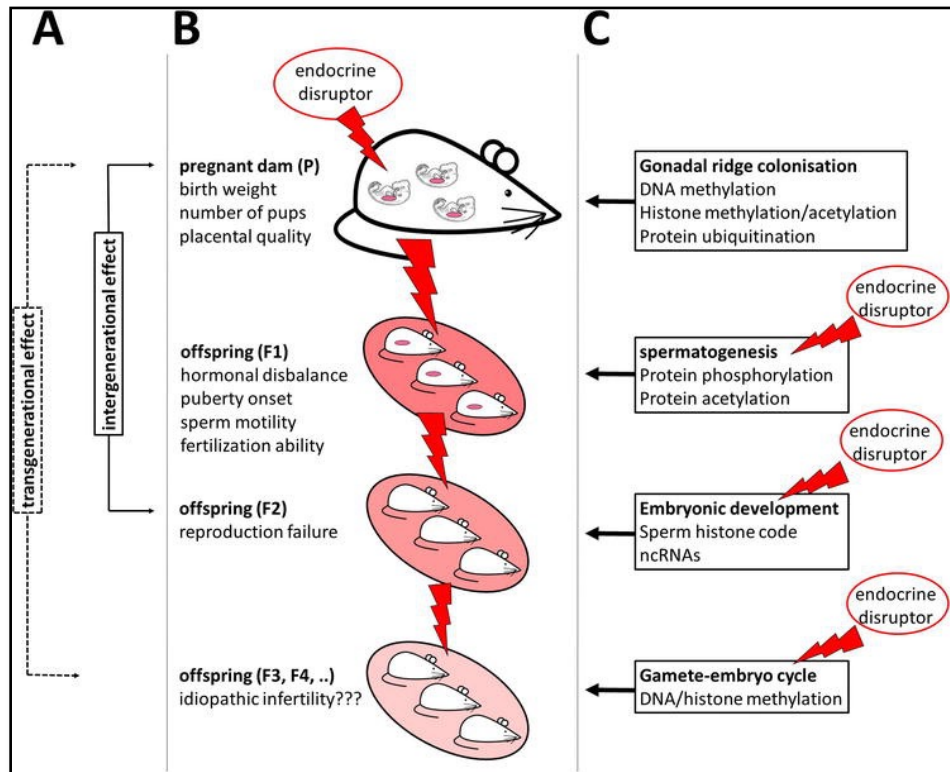 A
B
C
endocrine
disruptor
transgenerational effect
intergenerational effect
pregnant dam (P)
birth weight
number of pups
placental quality
offspring (F1)
hormonal disbalance
puberty onset
sperm motility
fertilization ability
offspring (F2)
reproduction failure
offspring (F3, F4, ..)
idiopathic infertility???
Gonadal ridge colonisation
DNA methylation
Histone methylation/acetylation
Protein ubiquitination
endocrine
disruptor
spermatogenesis
Protein phosphorylation
Protein acetylation
endocrine
disruptor
Embryonic development
Sperm histone code
ncRNAs
endocrine
disruptor
Gamete-embryo cycle
DNA/histone methylation